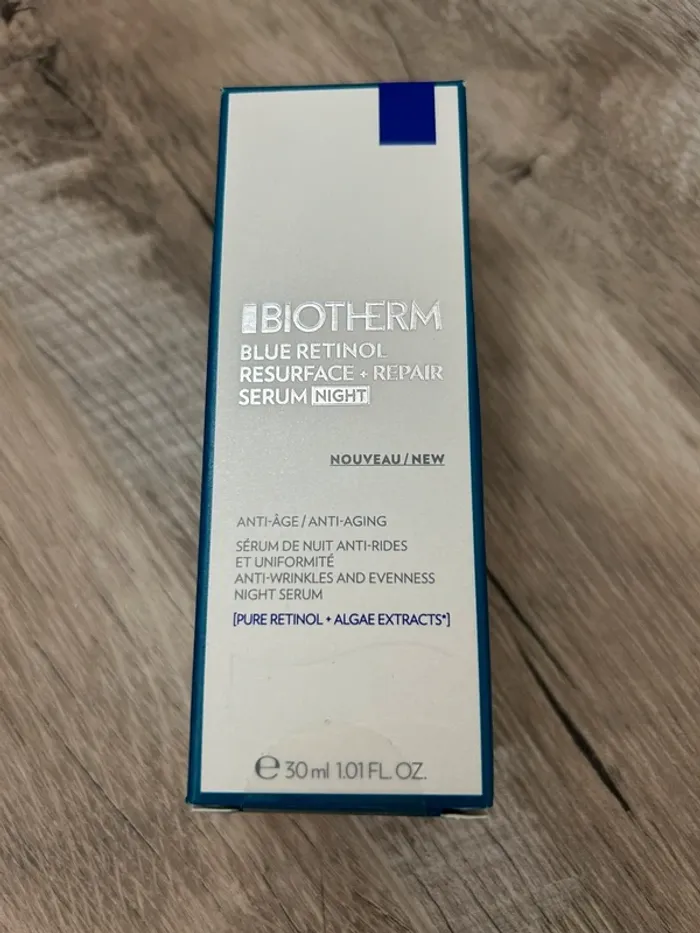 BIOTHERM
BLUE RETINOL
RESURFACE + REPAIR
SERUM NIGHT
NOUVEAU / NEW
ANTI-ÂGE / ANTI-AGING
SÉRUM DE NUIT ANTI-RIDES
ET UNIFORMITÉ
ANTI-WRINKLES AND EVENNESS
NIGHT SERUM
[PURE RETINOL + ALGAE EXTRACTS*]
℮ 30 ml 1.01 FL. OZ.